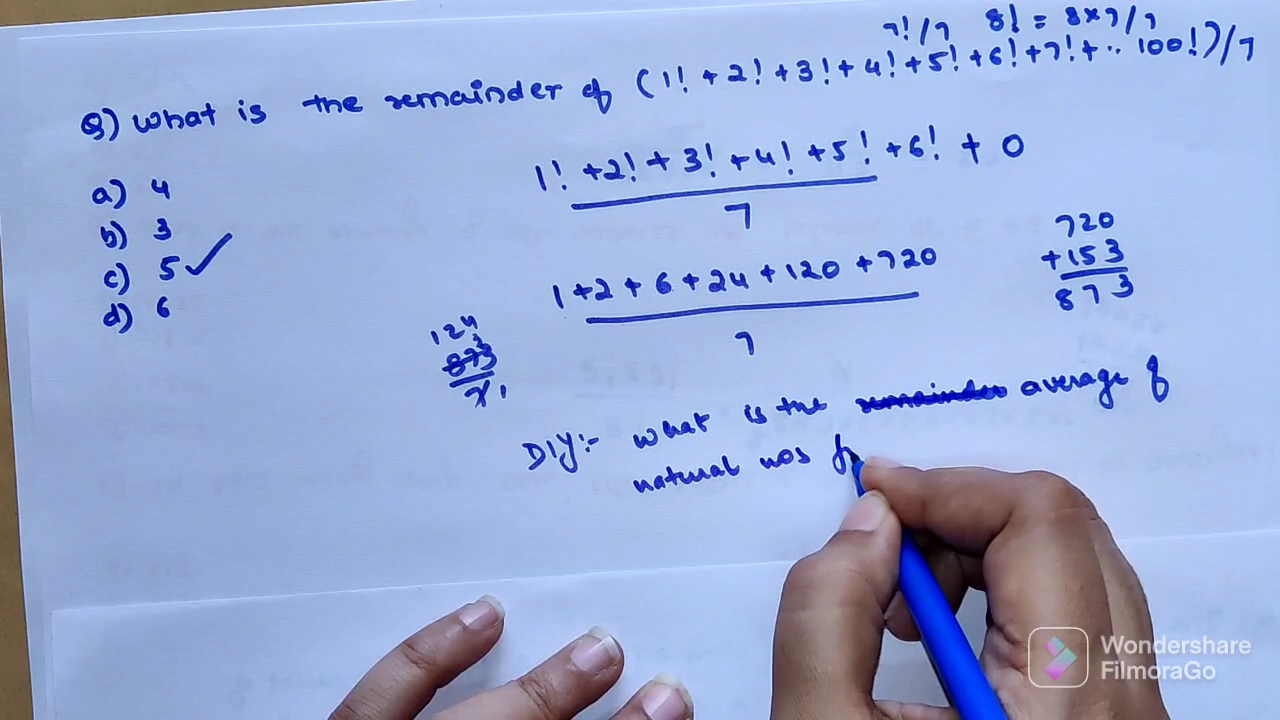 7!/7 8! = 8×7/7
Q) What is the remainder of (1! + 2! + 3! + 4! + 5! + 6! + 7! + .. 100!)/7
1! + 2! + 3! + 4! + 5! + 6! + 0
7
a) 4
b) 3
c) 5 ✓
d) 6
1 + 2 + 6 + 24 + 120 + 720
7
720
+153
873
124
873
DIY:- What is the remainder average of
natural nos
Wondershare
FilmoraGo